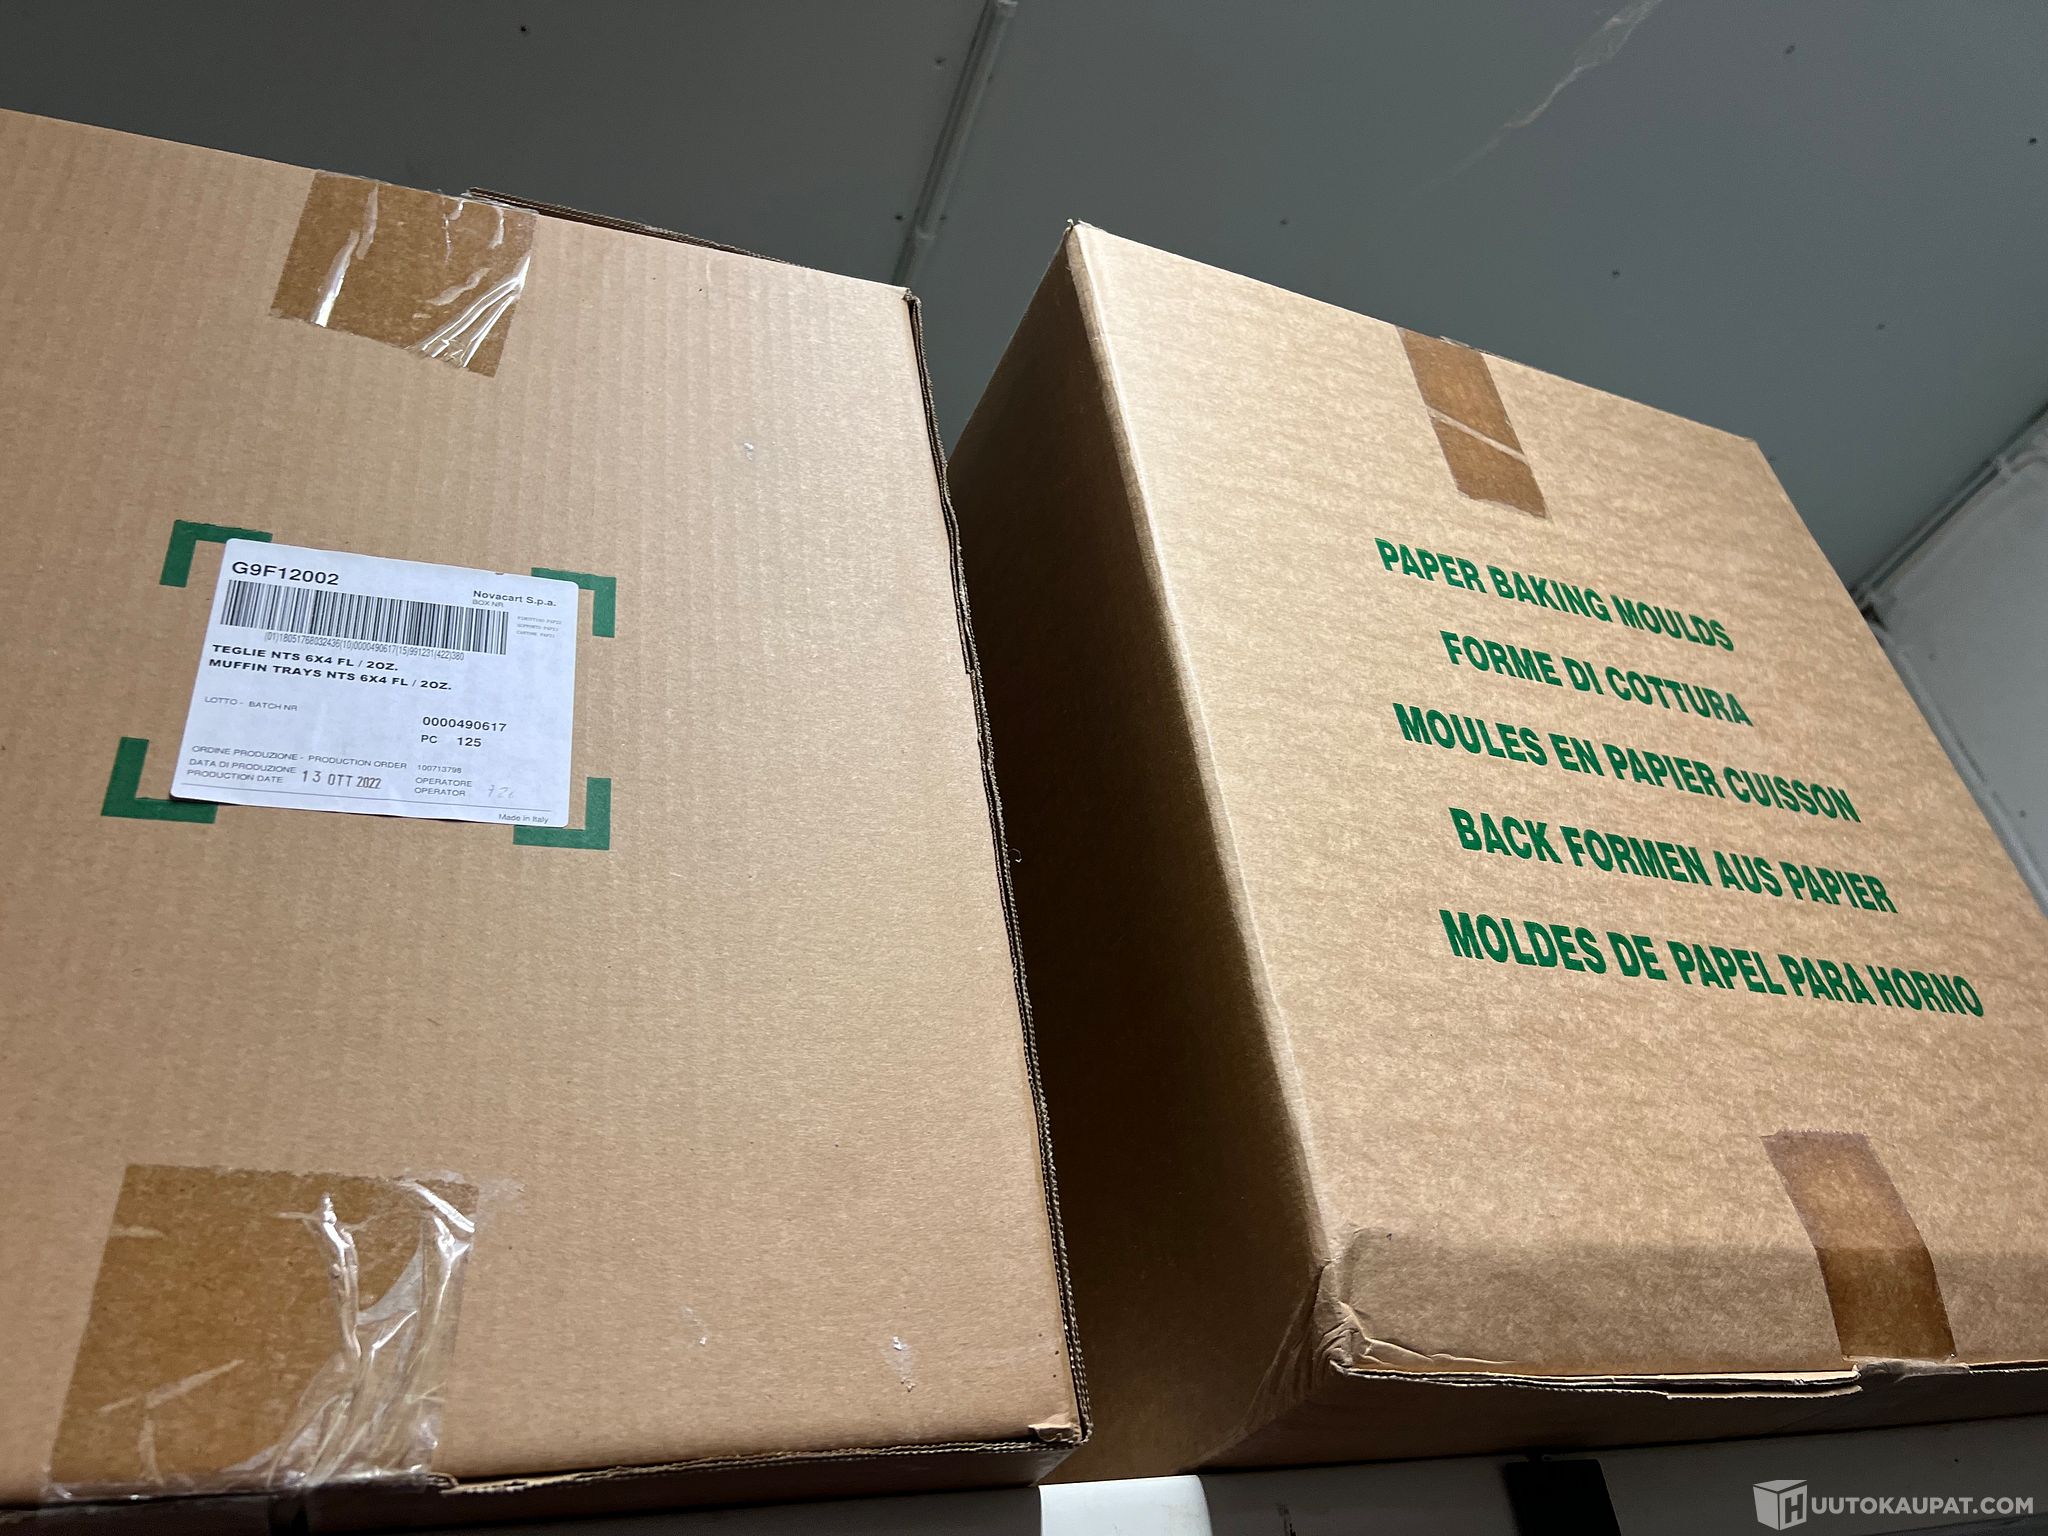 G9F12002
Novacart S.p.a.
BOX NR
(01)18051768032436(10)0000490617(15)991231(422)380
TEGLIE NTS 6X4 FL / 2OZ.
MUFFIN TRAYS NTS 6X4 FL / 2OZ.
LOTTO - BATCH NR
0000490617
PC 125
ORDINE PRODUZIONE - PRODUCTION ORDER 100713798
DATA DI PRODUZIONE
PRODUCTION DATE 13 OTT 2022
OPERATORE
OPERATOR
Made in Italy
PAPER BAKING MOULDS
FORME DI COTTURA
MOULES EN PAPIER CUISSON
BACK FORMEN AUS PAPIER
MOLDES DE PAPEL PARA HORNO
HUUTOKAUPAT.COM